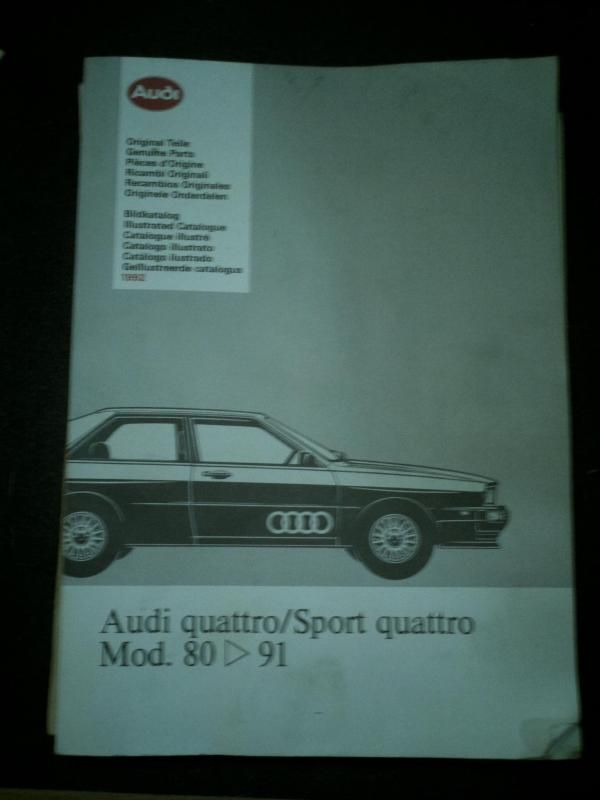 Audi
Original Teile
Genuine Parts
Pièces d'Origine
Ricambi Originali
Recambios Originales
Originele Onderdelen
Bildkatalog
Illustrated Catalogue
Catalogue illustré
Catalogo illustrato
Catálogo ilustrado
Geïllustreerde catalogus
1992
Audi quattro/Sport quattro
Mod. 80 ▷ 91